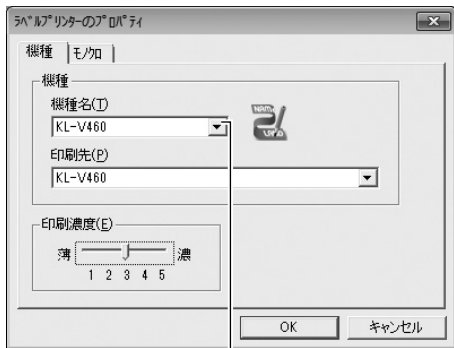 ﾗﾍﾞﾙﾌﾟﾘﾝﾀｰのﾌﾟﾛﾊﾟﾃｨ
機種 ﾓﾉｸﾛ
機種
機種名(T)
KL-V460
印刷先(P)
KL-V460
印刷濃度(E)
薄 濃
1 2 3 4 5
OK キャンセル